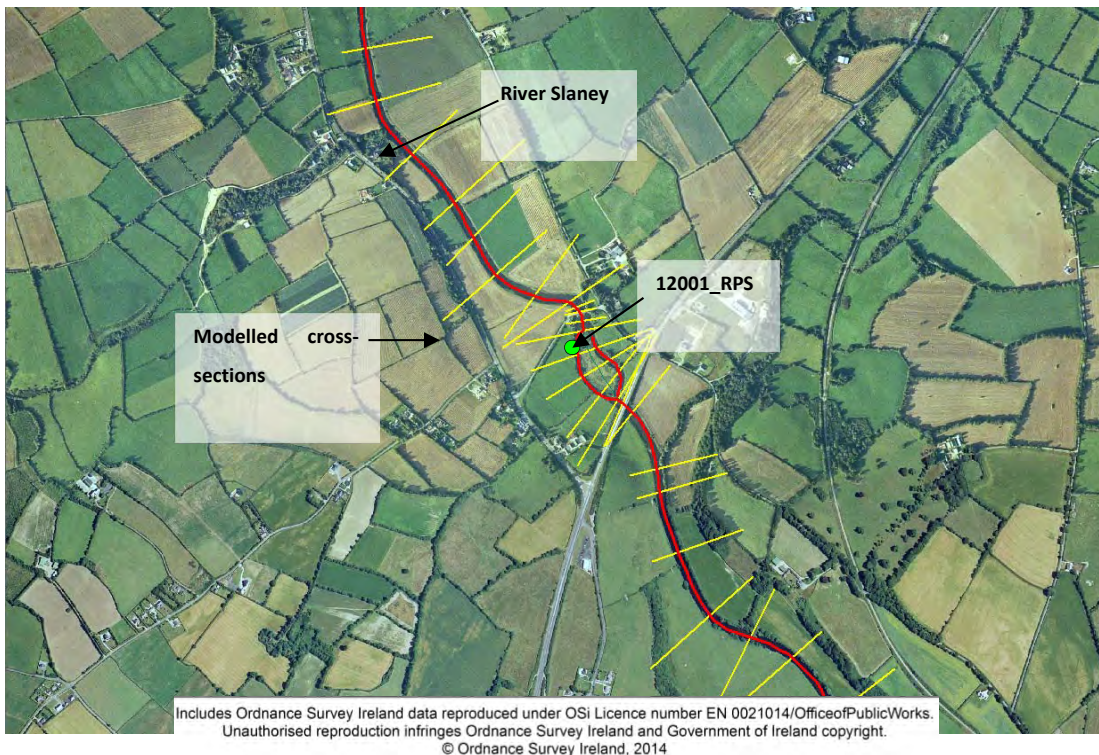 River Slaney
12001_RPS
Modelled cross-
sections
Includes Ordnance Survey Ireland data reproduced under OSi Licence number EN 0021014/OfficeofPublicWorks.
Unauthorised reproduction infringes Ordnance Survey Ireland and Government of Ireland copyright.
© Ordnance Survey Ireland, 2014